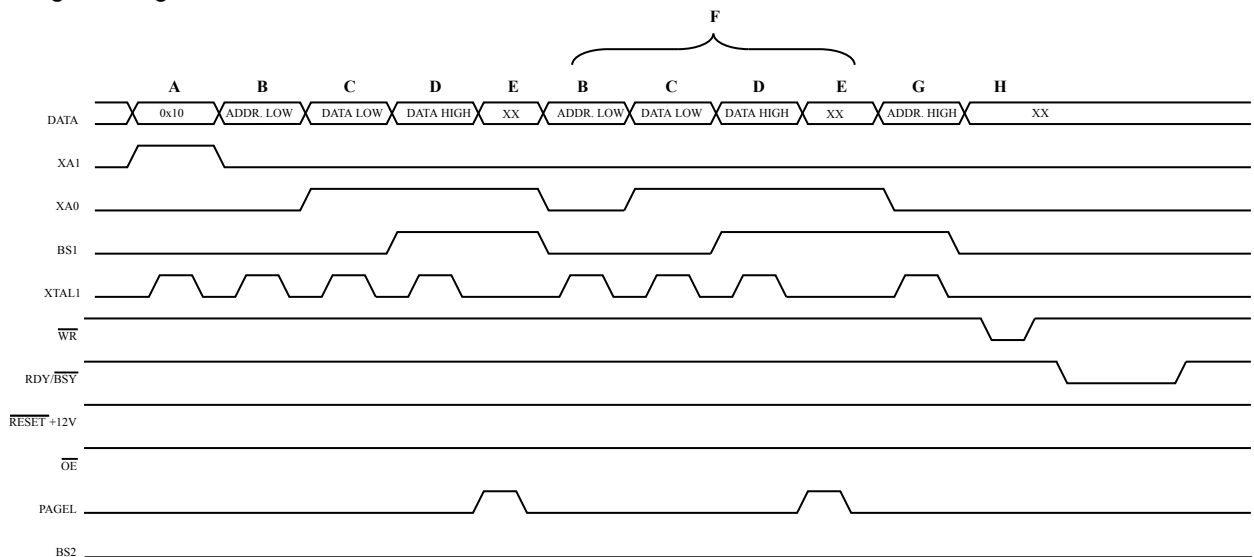 F
A B C D E B C D E G H
DATA 0x10 ADDR. LOW DATA LOW DATA HIGH XX ADDR. LOW DATA LOW DATA HIGH XX ADDR. HIGH XX
XA1
XA0
BS1
XTAL1
WR
RDY/BSY
RESET +12V
OE
PAGEL
BS2